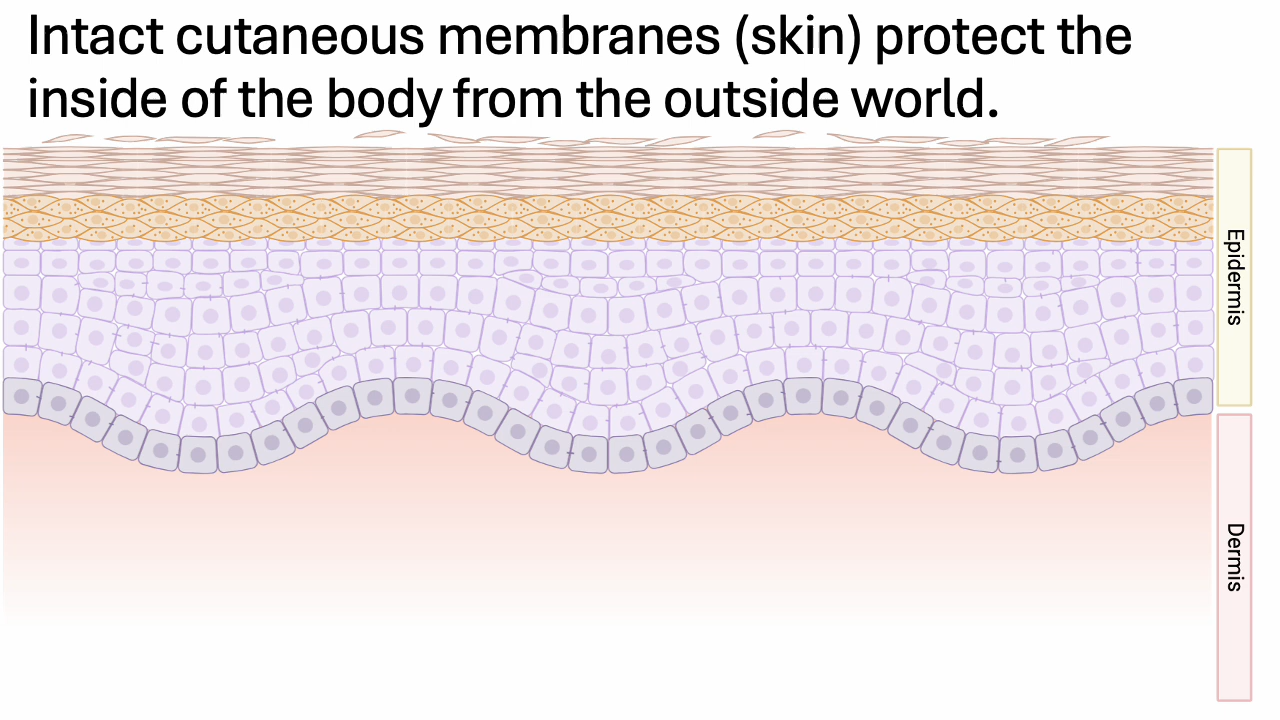 Intact cutaneous membranes (skin) protect the
inside of the body from the outside world.
Epidermis
Dermis